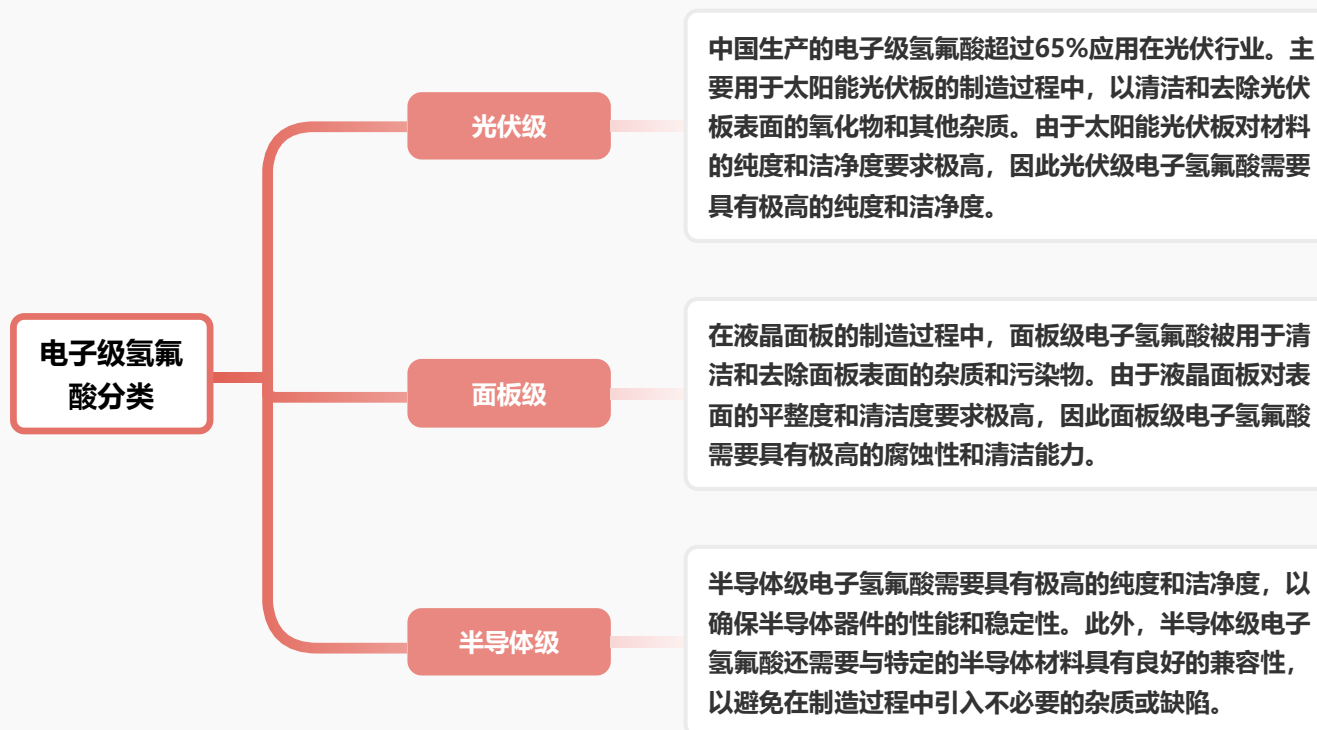 电子级氢氟
酸分类
光伏级
中国生产的电子级氢氟酸超过65%应用在光伏行业。主
要用于太阳能光伏板的制造过程中，以清洁和去除光伏
板表面的氧化物和其他杂质。由于太阳能光伏板对材料
的纯度和洁净度要求极高，因此光伏级电子氢氟酸需要
具有极高的纯度和洁净度。
面板级
在液晶面板的制造过程中，面板级电子氢氟酸被用于清
洁和去除面板表面的杂质和污染物。由于液晶面板对表
面的平整度和清洁度要求极高，因此面板级电子氢氟酸
需要具有极高的腐蚀性和清洁能力。
半导体级
半导体级电子氢氟酸需要具有极高的纯度和洁净度，以
确保半导体器件的性能和稳定性。此外，半导体级电子
氢氟酸还需要与特定的半导体材料具有良好的兼容性，
以避免在制造过程中引入不必要的杂质或缺陷。